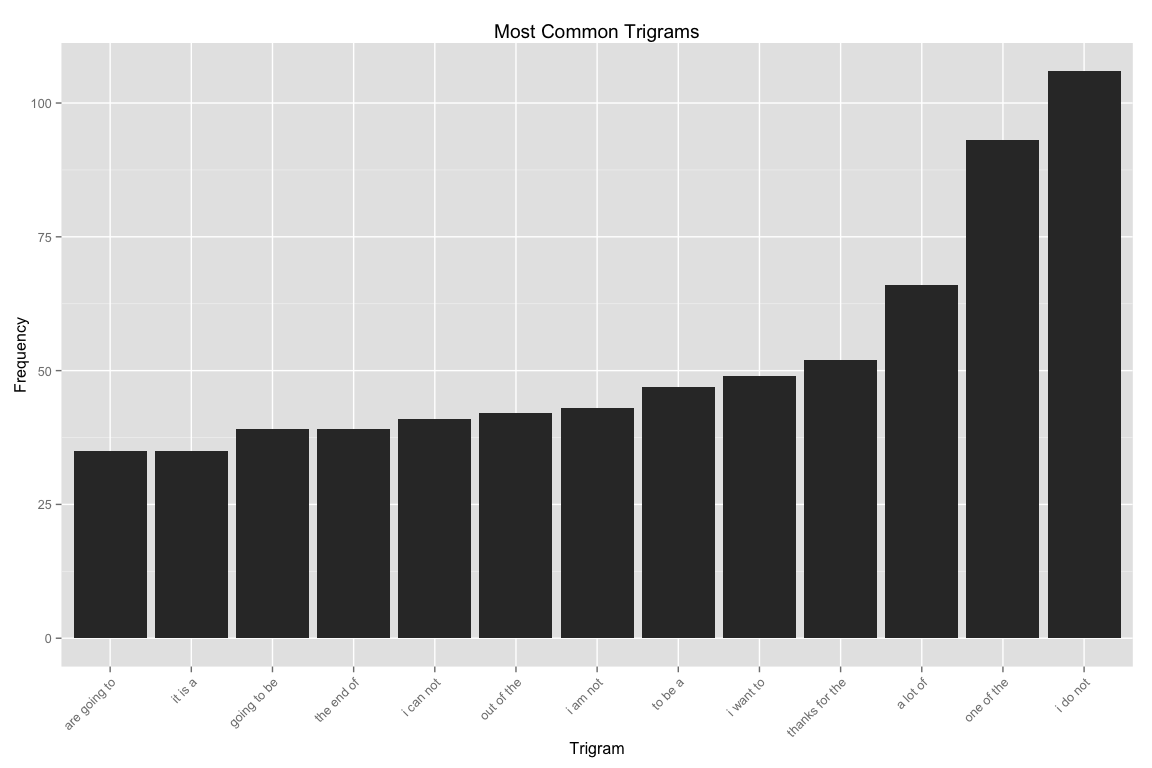 Most Common Trigrams
Frequency
100
75
50
25
0
are going to
it is a
going to be
the end of
i can not
out of the
i am not
to be a
i want to
thanks for the
a lot of
one of the
i do not
Trigram